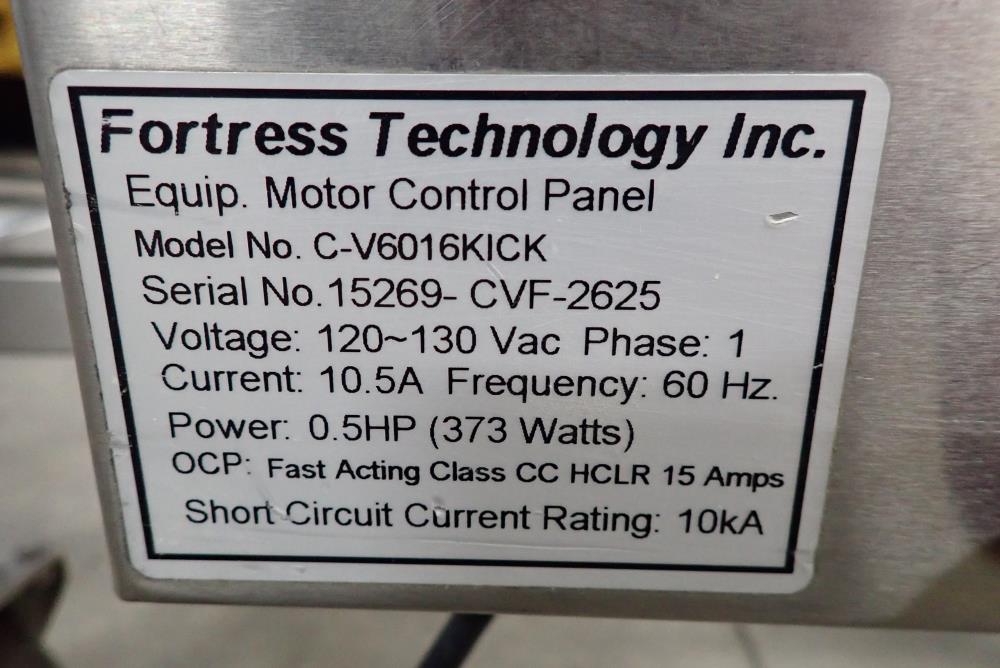 Fortress Technology Inc.
Equip. Motor Control Panel
Model No. C-V6016KICK
Serial No.15269- CVF-2625
Voltage: 120~130 Vac Phase: 1
Current: 10.5A Frequency: 60 Hz.
Power: 0.5HP (373 Watts)
OCP: Fast Acting Class CC HCLR 15 Amps
Short Circuit Current Rating: 10kA